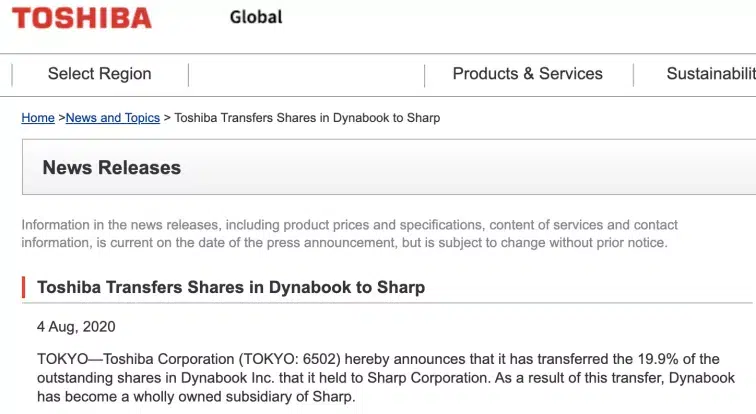 TOSHIBA Global
Select Region Products & Services
Home >News and Topics > Toshiba Transfers Shares in Dynabook to Sharp
News Releases
Information in the news releases, including product prices and specifications, content of services and contact
information, is current on the date of the press announcement, but is subject to change without prior notice.
Toshiba Transfers Shares in Dynabook to Sharp
4 Aug, 2020
TOKYO—Toshiba Corporation (TOKYO: 6502) hereby announces that it has transferred the 19.9% of the
outstanding shares in Dynabook Inc. that it held to Sharp Corporation. As a result of this transfer, Dynabook
has become a wholly owned subsidiary of Sharp.